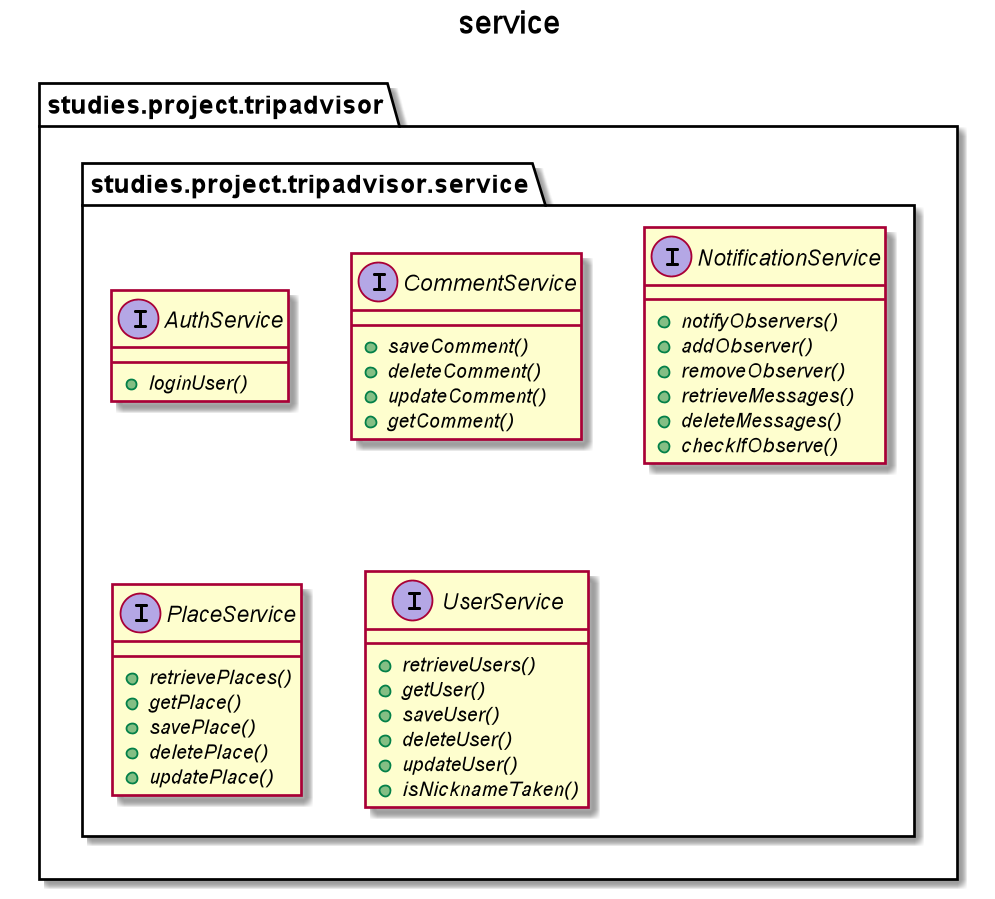 service
studies.project.tripadvisor
studies.project.tripadvisor.service
I AuthService
loginUser()
I CommentService
saveComment()
deleteComment()
updateComment()
getComment()
I NotificationService
notifyObservers()
addObserver()
removeObserver()
retrieveMessages()
deleteMessages()
checkIfObserve()
I PlaceService
retrievePlaces()
getPlace()
savePlace()
deletePlace()
updatePlace()
I UserService
retrieveUsers()
getUser()
saveUser()
deleteUser()
updateUser()
isNicknameTaken()